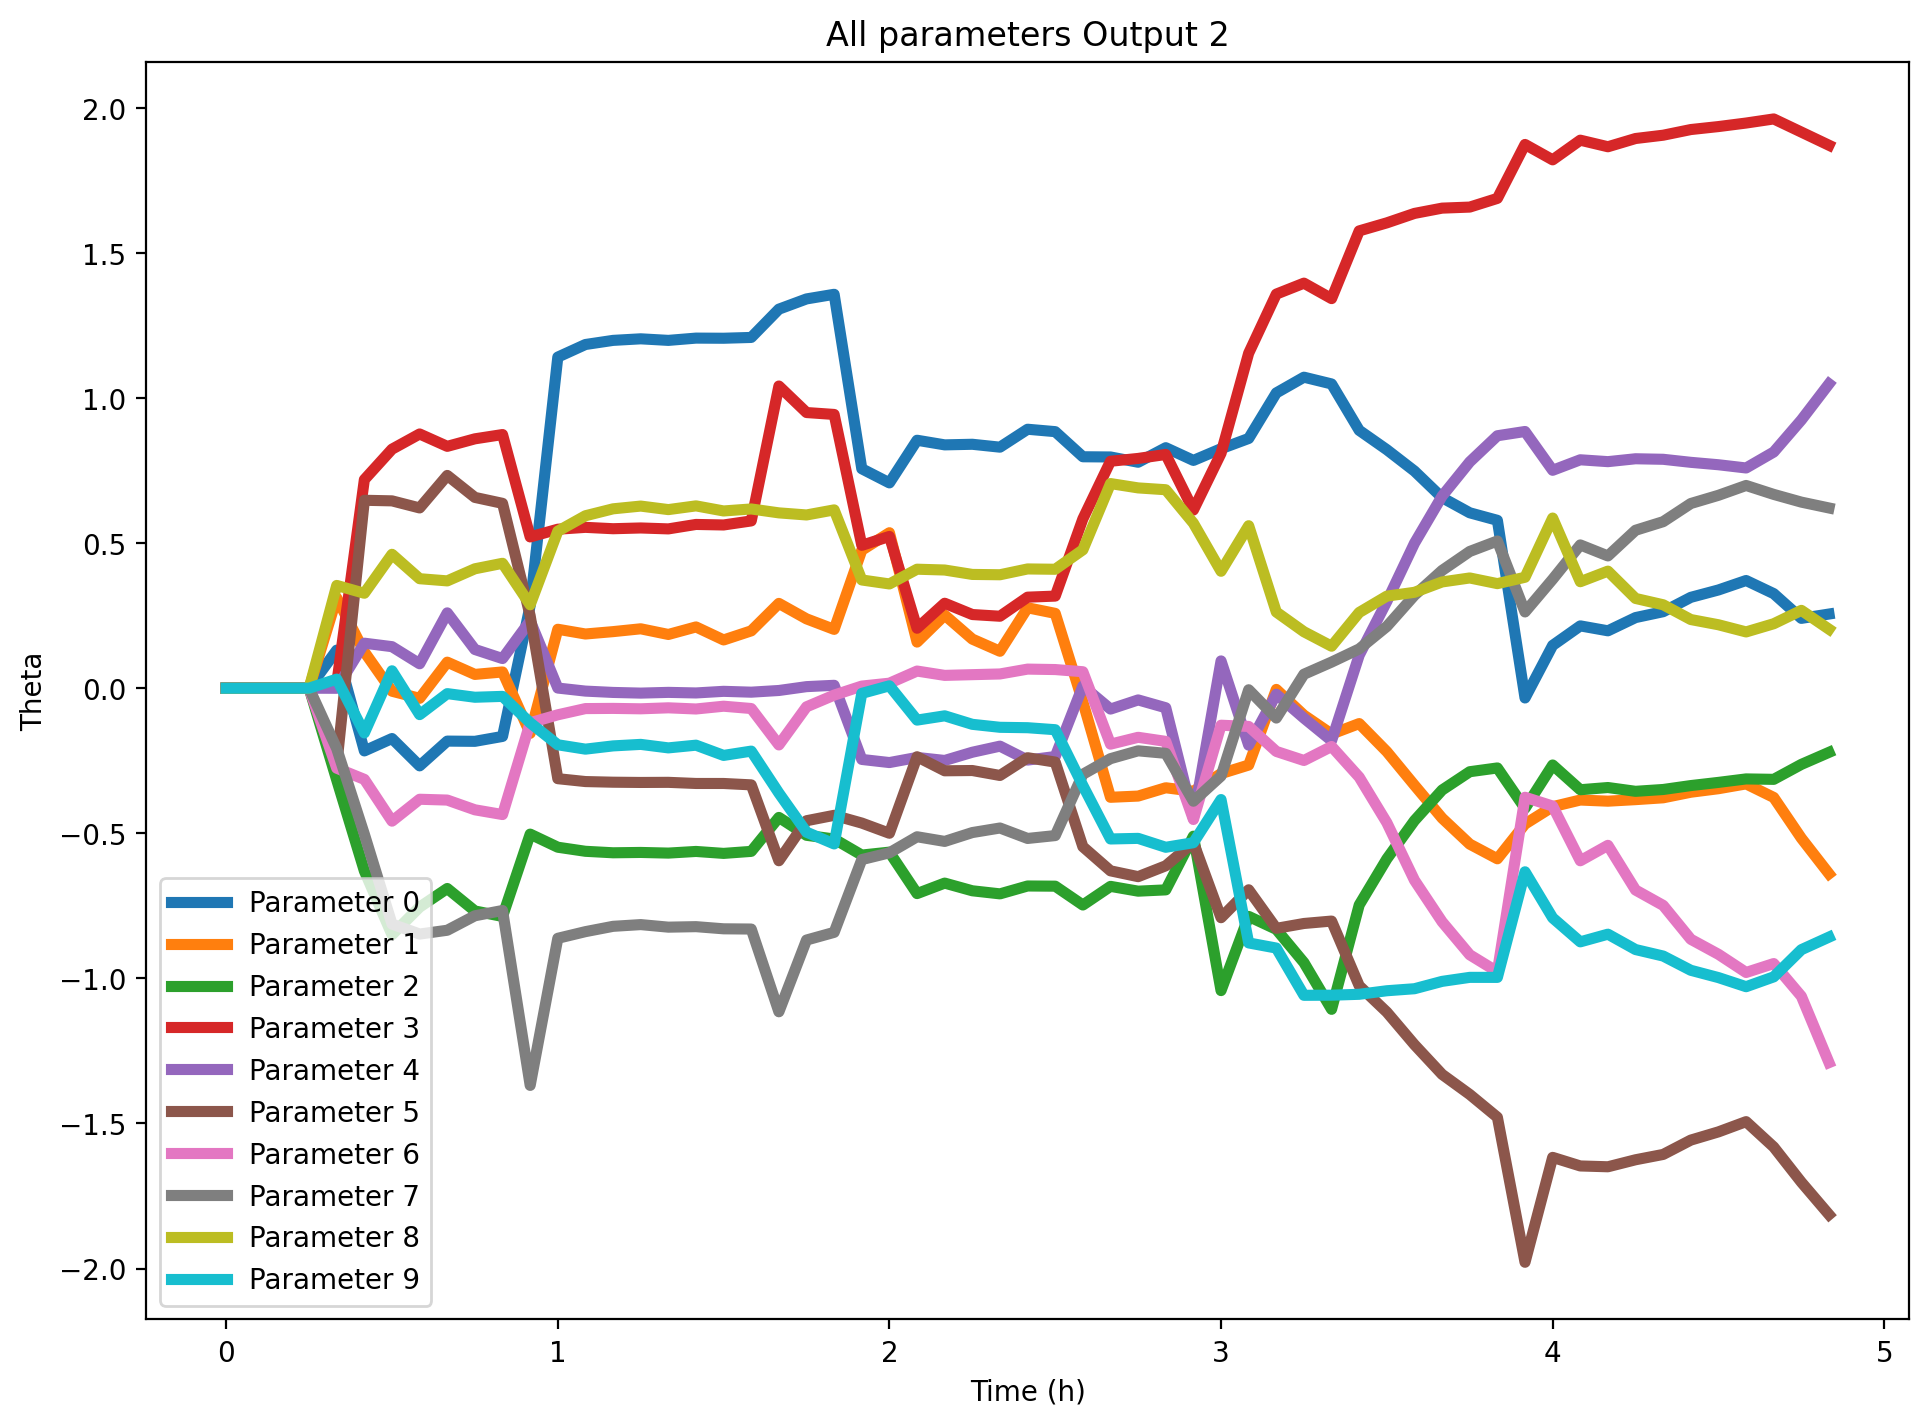 All parameters Output 2
2.0
1.5
1.0
0.5
0.0
−0.5
−1.0
−1.5
−2.0
Theta
Parameter 0
Parameter 1
Parameter 2
Parameter 3
Parameter 4
Parameter 5
Parameter 6
Parameter 7
Parameter 8
Parameter 9
0 1 2 3 4 5
Time (h)